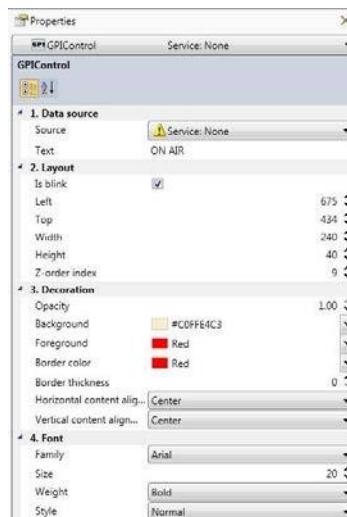 Properties
GPI GPIControl Service: None
GPIControl
1. Data source
Source Service: None
Text ON AIR
2. Layout
Is blink
Left 675
Top 434
Width 240
Height 40
Z-order index 9
3. Decoration
Opacity 1.00
Background #C0FFE4C3
Foreground Red
Border color Red
Border thickness 0
Horizontal content alig... Center
Vertical content align... Center
4. Font
Family Arial
Size 20
Weight Bold
Style Normal